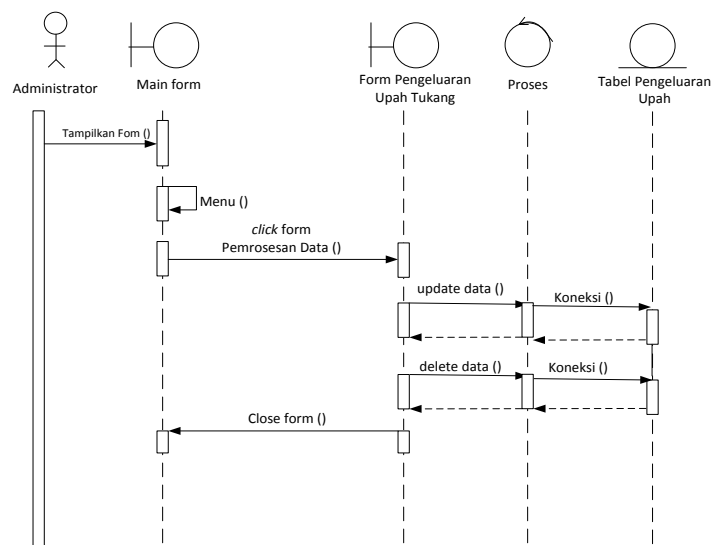 Administrator
Main form
Form Pengeluaran
Upah Tukang
Proses
Tabel Pengeluaran
Upah
Tampilkan Fom ()
Menu ()
click form
Pemrosesan Data ()
update data ()
Koneksi ()
delete data ()
Koneksi ()
Close form ()